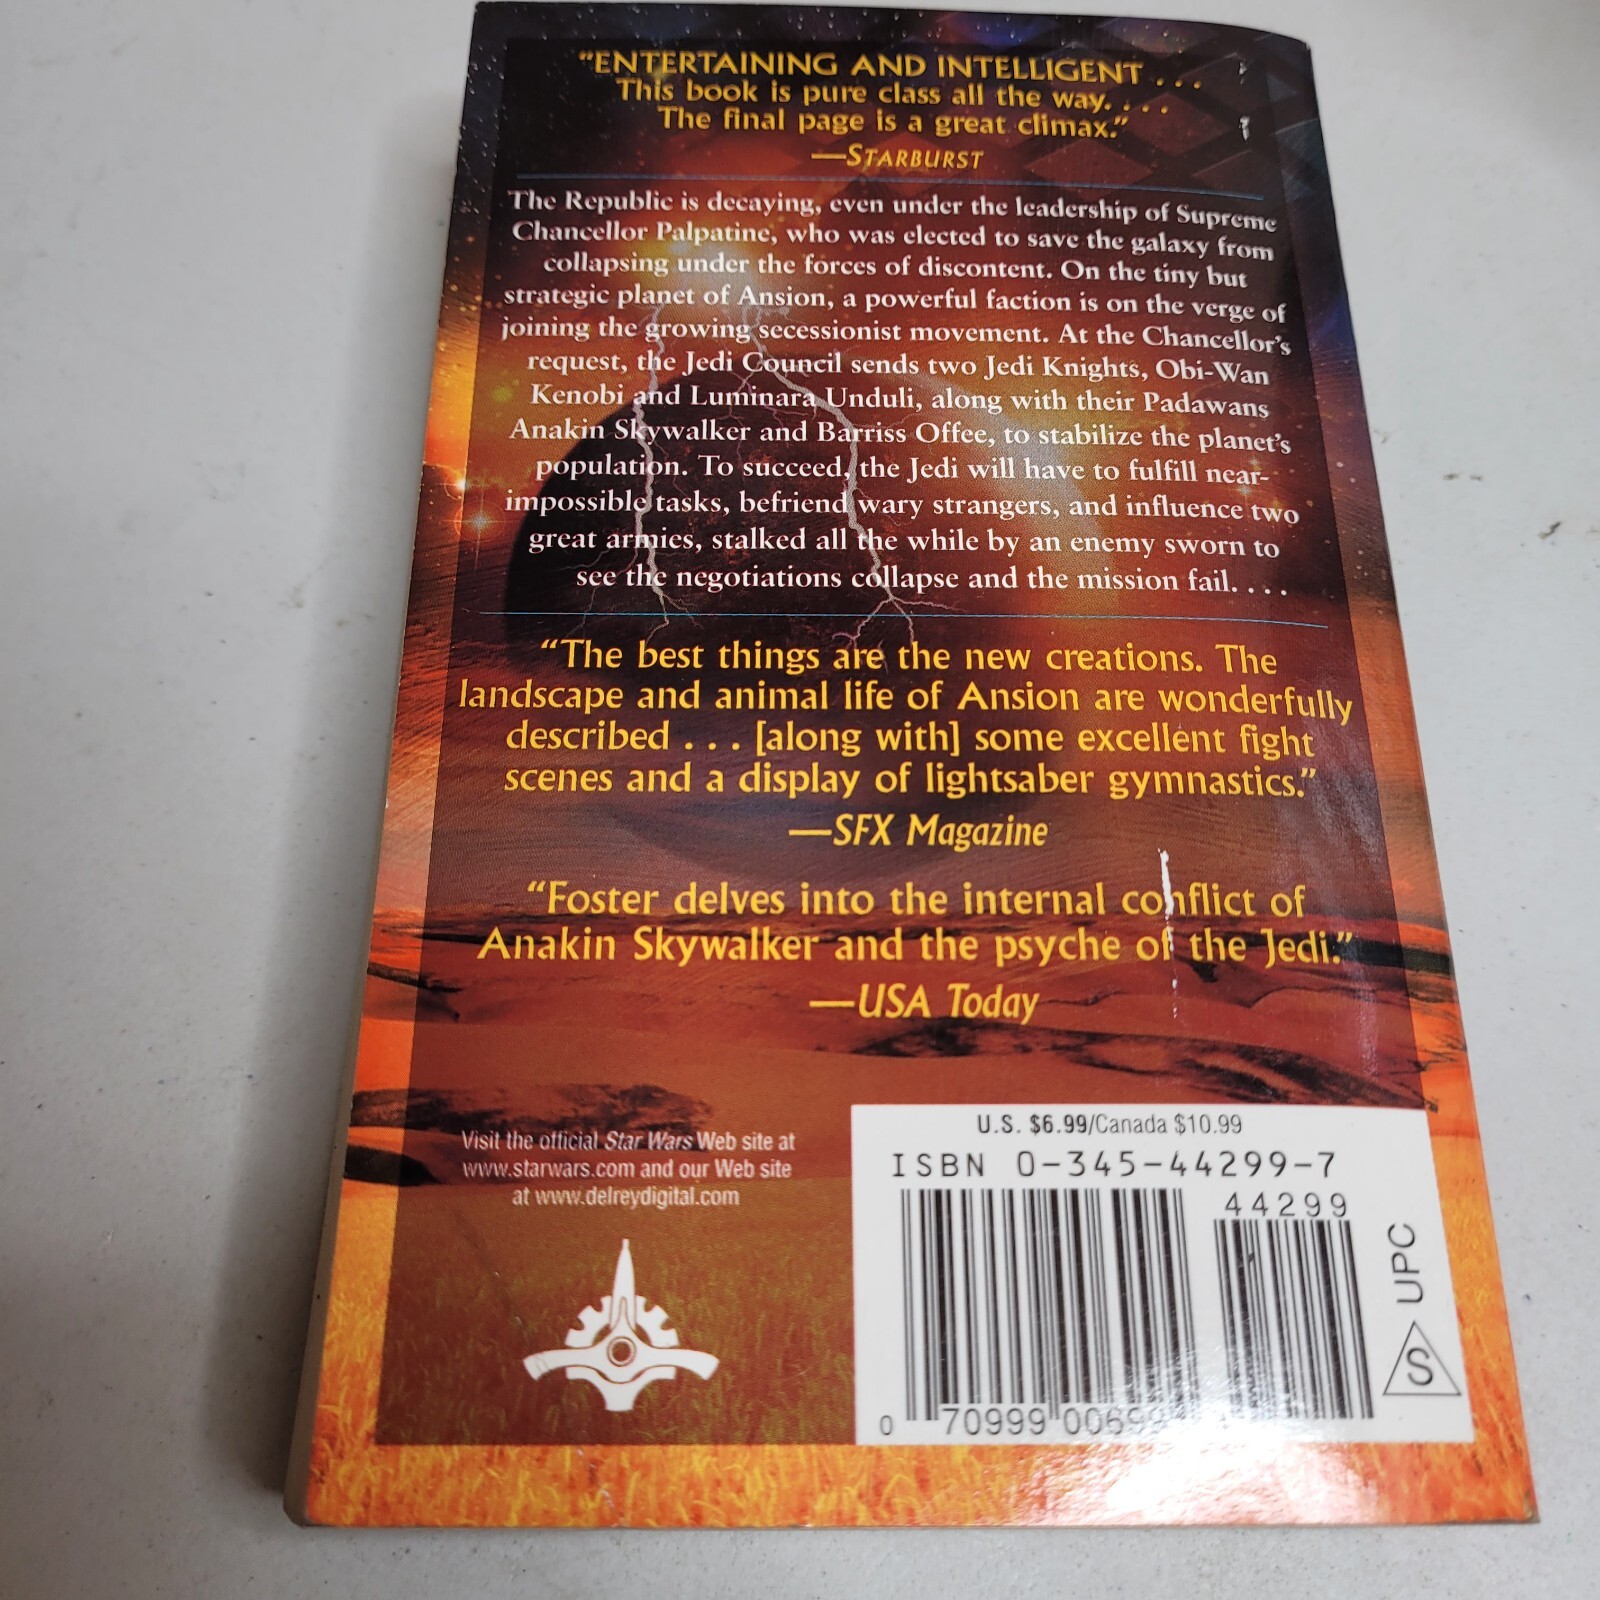 “ENTERTAINING AND INTELLIGENT . . .
This book is pure class all the way. . . .
The final page is a great climax.”
—STARBURST
The Republic is decaying, even under the leadership of Supreme
Chancellor Palpatine, who was elected to save the galaxy from
collapsing under the forces of discontent. On the tiny but
strategic planet of Ansion, a powerful faction is on the verge of
joining the growing secessionist movement. At the Chancellor’s
request, the Jedi Council sends two Jedi Knights, Obi-Wan
Kenobi and Luminara Unduli, along with their Padawans
Anakin Skywalker and Barriss Offee, to stabilize the planet’s
population. To succeed, the Jedi will have to fulfill near-
impossible tasks, befriend wary strangers, and influence two
great armies, stalked all the while by an enemy sworn to
see the negotiations collapse and the mission fail. . . .
“The best things are the new creations. The
landscape and animal life of Ansion are wonderfully
described . . . [along with] some excellent fight
scenes and a display of lightsaber gymnastics.”
—SFX Magazine
“Foster delves into the internal conflict of
Anakin Skywalker and the psyche of the Jedi.”
—USA Today
Visit the official Star Wars Web site at
www.starwars.com and our Web site
at www.delreydigital.com
U.S. $6.99/Canada $10.99
ISBN 0-345-44299-7
44299
0 70999 00699
UPC
S